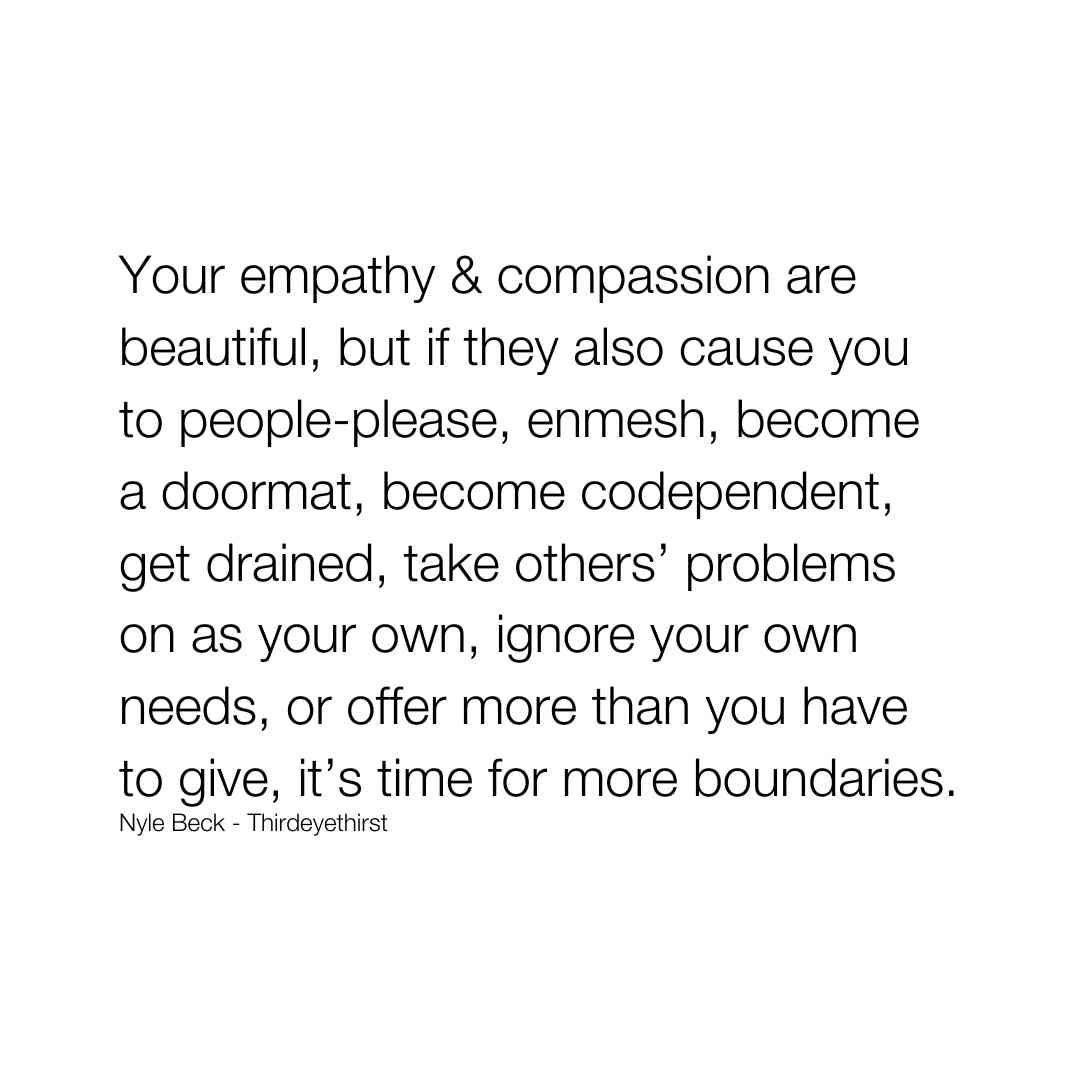 Your empathy & compassion are
beautiful, but if they also cause you
to people-please, enmesh, become
a doormat, become codependent,
get drained, take others’ problems
on as your own, ignore your own
needs, or offer more than you have
to give, it’s time for more boundaries.
Nyle Beck - Thirdeyethirst